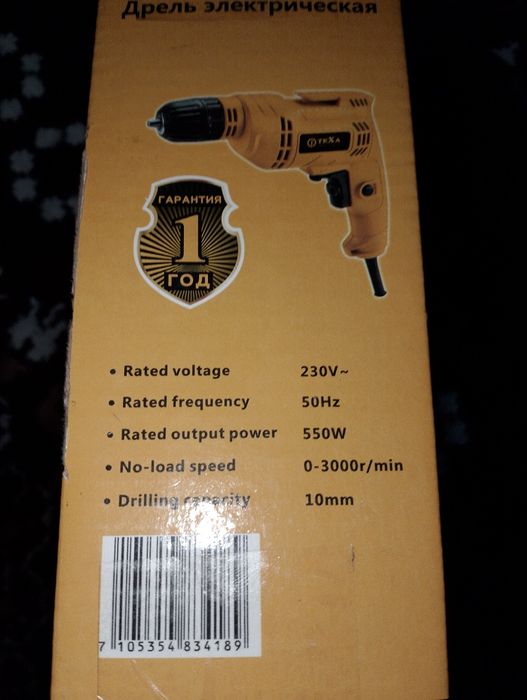 Дрель электрическая
TEXA
ГАРАНТИЯ
1
ГОД
• Rated voltage 230V~
• Rated frequency 50Hz
• Rated output power 550W
• No-load speed 0-3000r/min
• Drilling capacity 10mm
7 105354 834189